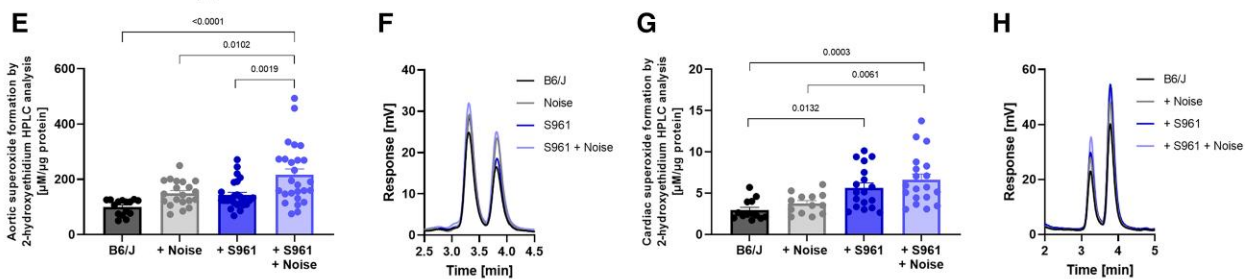 E
<0.0001
0.0102
0.0019
Aortic superoxide formation by
2-hydroxyethidium HPLC analysis
[µM/µg protein]
600
400
200
0
B6/J
+ Noise
+ S961
+ S961
+ Noise
F
Response [mV]
40
30
20
10
0
2.5
3.0
3.5
4.0
4.5
Time [min]
B6/J
Noise
S961
S961 + Noise
G
0.0003
0.0061
0.0132
Cardiac superoxide formation by
2-hydroxyethidium HPLC analysis
[µM/µg protein]
20
15
10
5
0
B6/J
+ Noise
+ S961
+ S961
+ Noise
H
Response [mV]
60
40
20
0
2
3
4
5
Time [min]
B6/J
+ Noise
+ S961
+ S961 + Noise